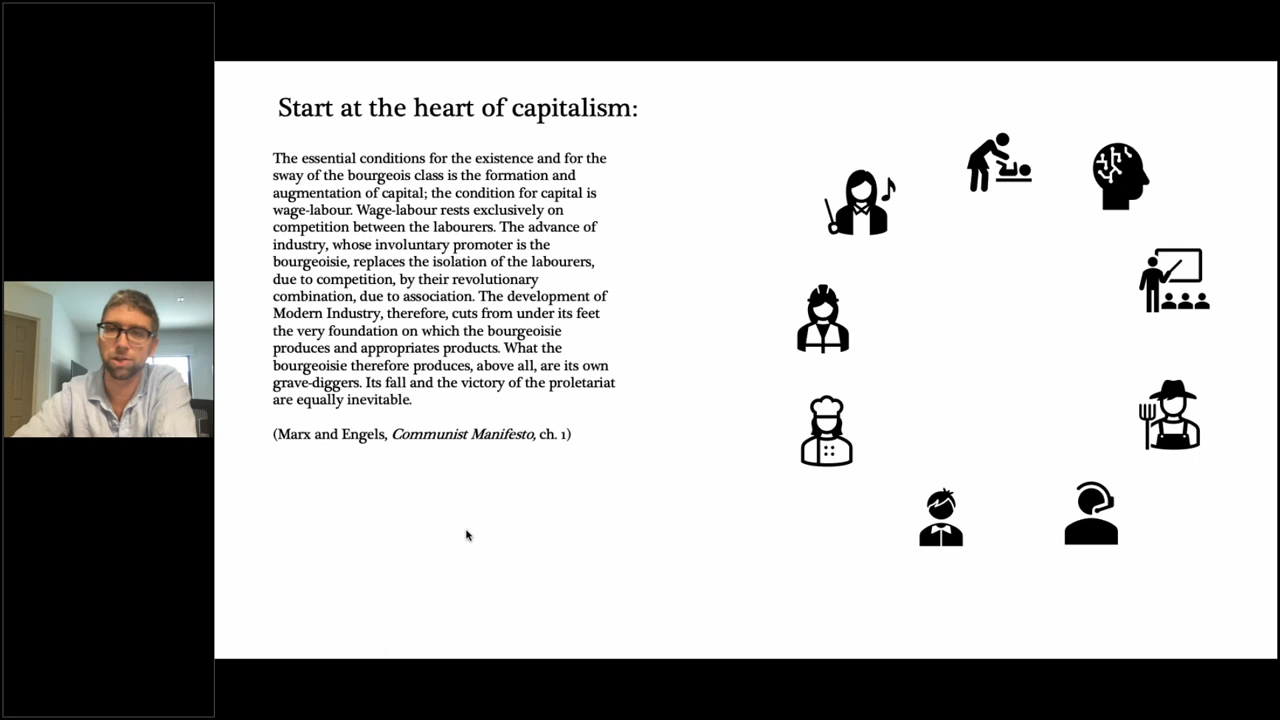 Start at the heart of capitalism:
The essential conditions for the existence and for the
sway of the bourgeois class is the formation and
augmentation of capital; the condition for capital is
wage-labour. Wage-labour rests exclusively on
competition between the labourers. The advance of
industry, whose involuntary promoter is the
bourgeoisie, replaces the isolation of the labourers,
due to competition, by their revolutionary
combination, due to association. The development of
Modern Industry, therefore, cuts from under its feet
the very foundation on which the bourgeoisie
produces and appropriates products. What the
bourgeoisie therefore produces, above all, are its own
grave-diggers. Its fall and the victory of the proletariat
are equally inevitable.
(Marx and Engels, Communist Manifesto, ch. 1)